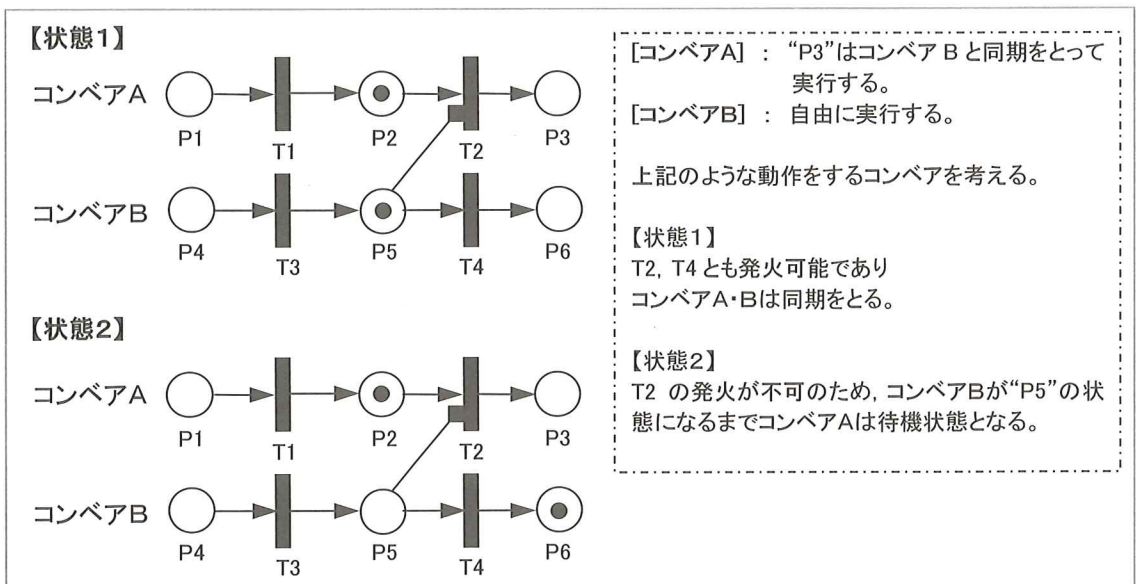 【状態1】
コンベアA
P1
T1
P2
T2
P3
コンベアB
P4
T3
P5
T4
P6
【状態2】
コンベアA
P1
T1
P2
T2
P3
コンベアB
P4
T3
P5
T4
P6
[コンベアA] : “P3”はコンベア B と同期をとって
実行する。
[コンベアB] : 自由に実行する。
上記のような動作をするコンベアを考える。
【状態1】
T2, T4 とも発火可能であり
コンベアA・Bは同期をとる。
【状態2】
T2 の発火が不可のため, コンベアBが“P5”の状
態になるまでコンベアAは待機状態となる。